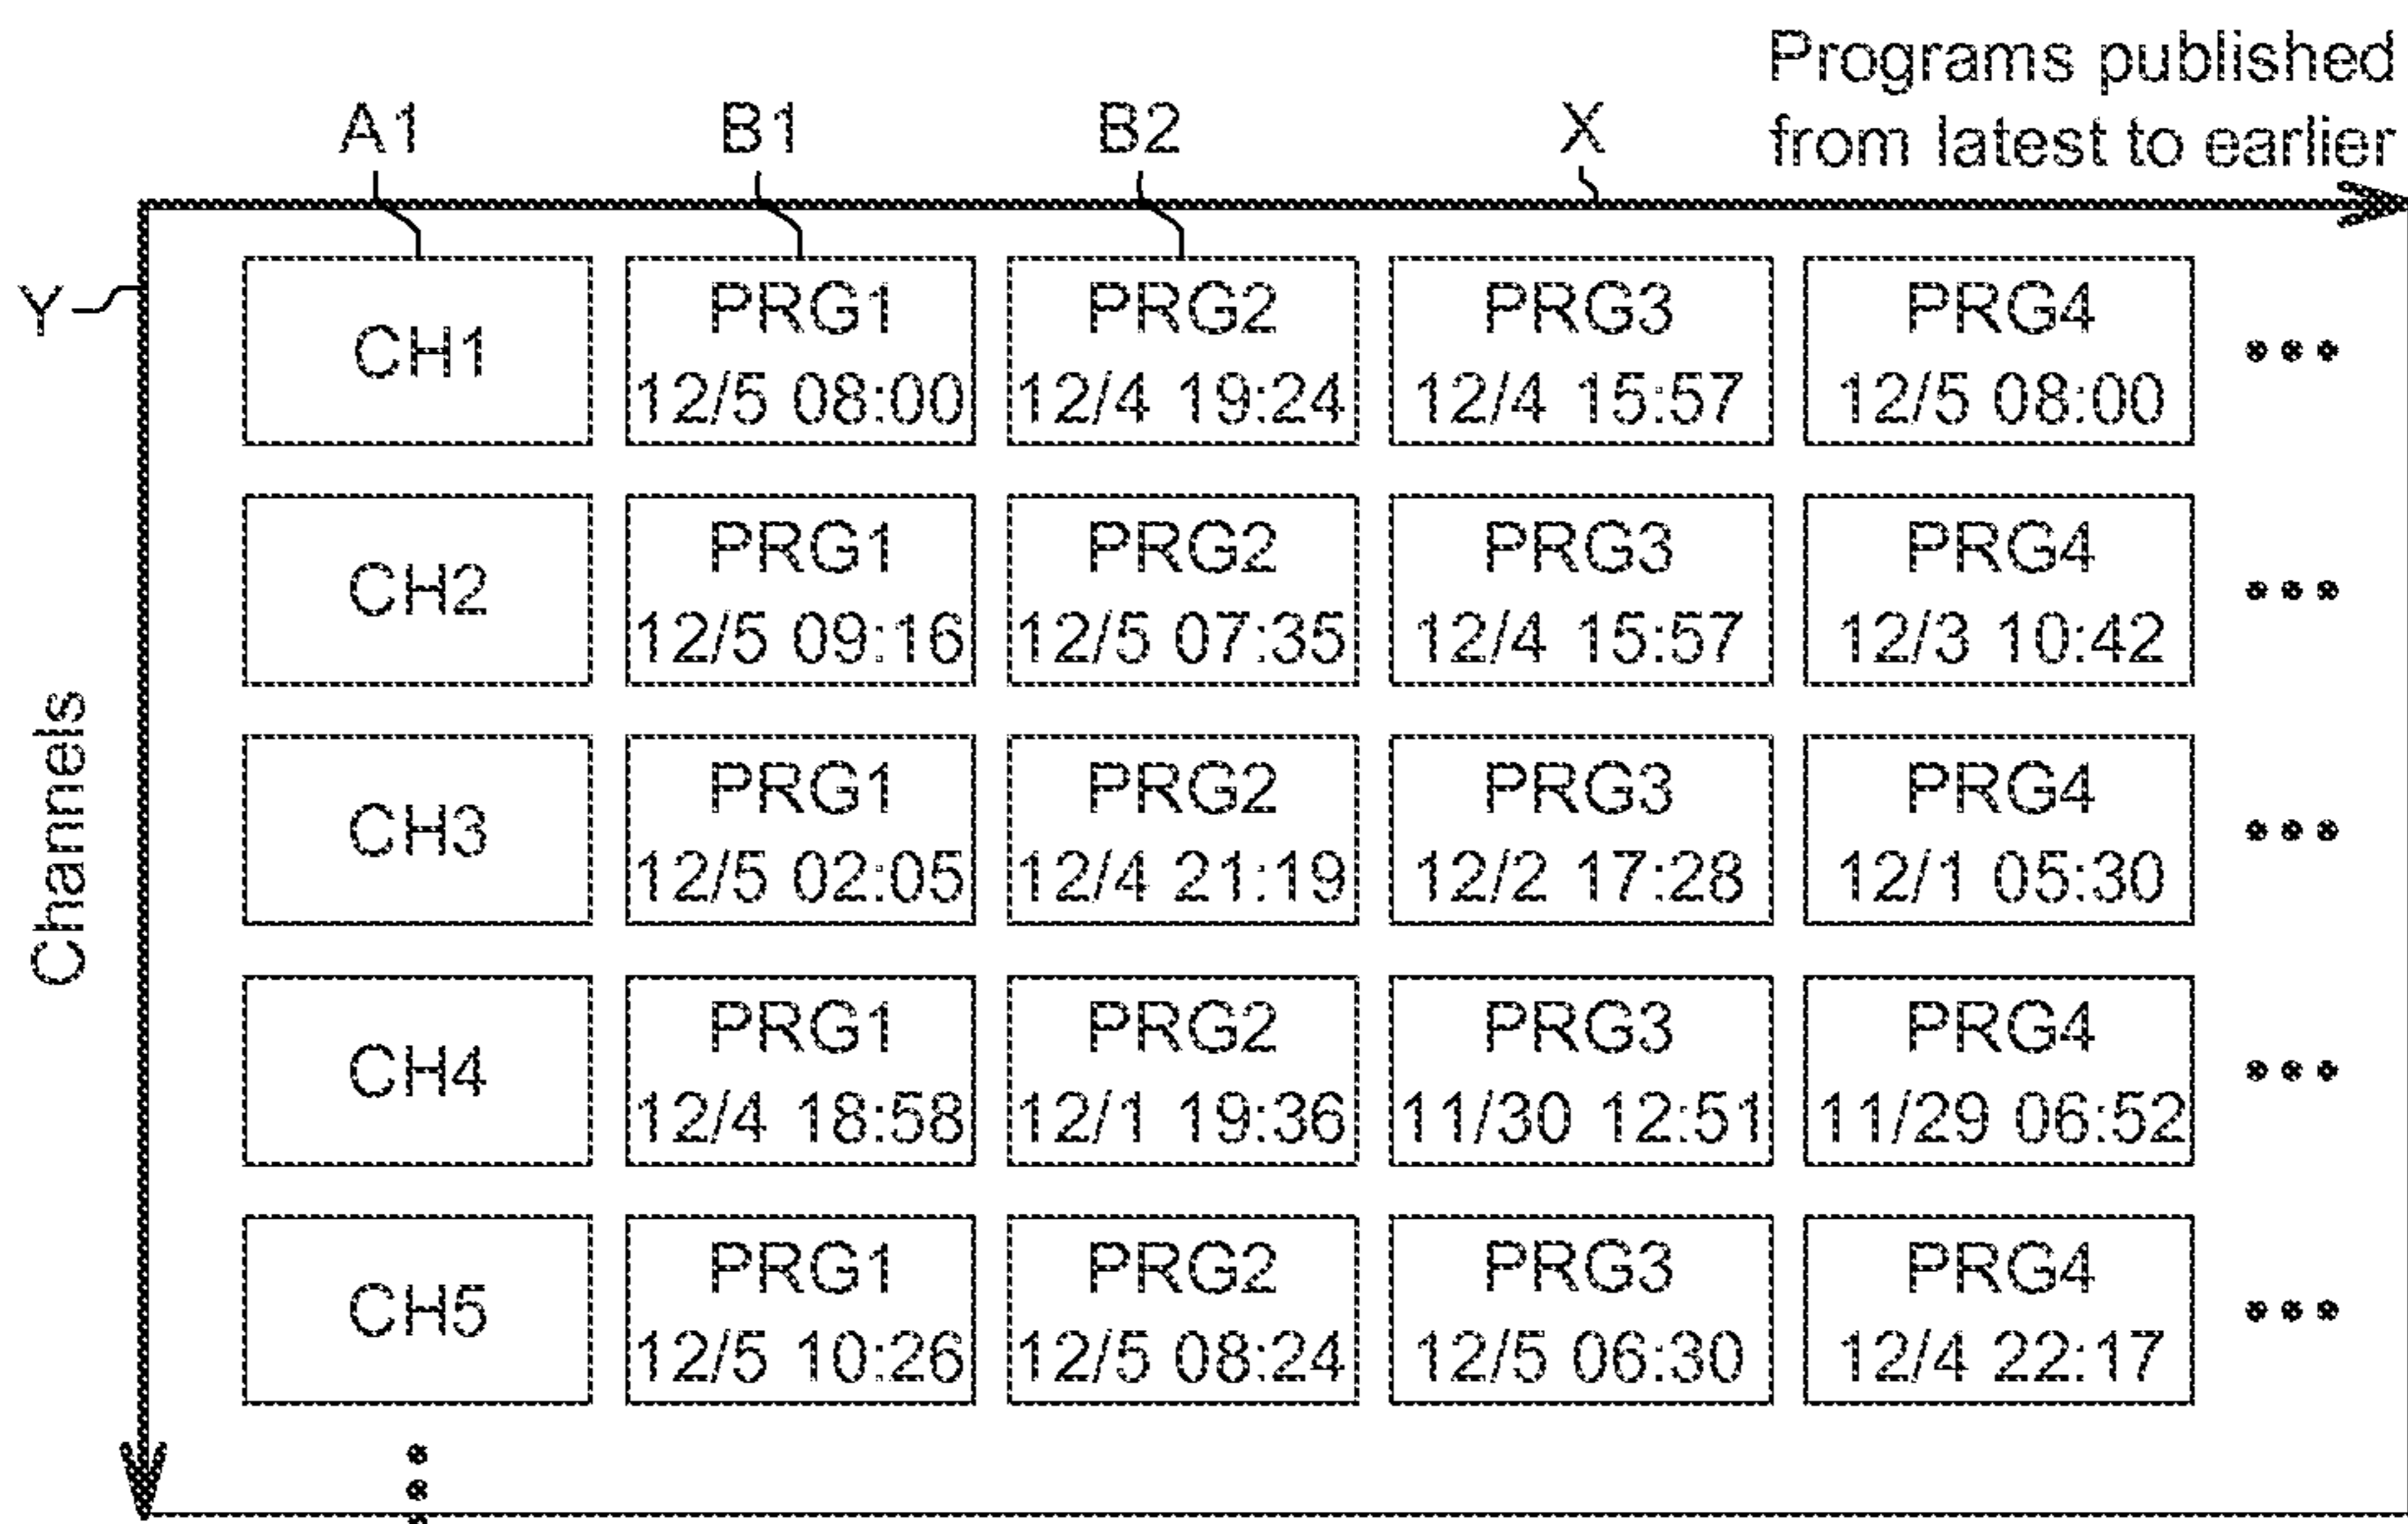 Programs published
from latest to earlier
A1 B1 B2 X
Y
CH1 PRG1 PRG2 PRG3 PRG4
12/5 08:00 12/4 19:24 12/4 15:57 12/5 08:00
CH2 PRG1 PRG2 PRG3 PRG4
12/5 09:16 12/5 07:35 12/4 15:57 12/3 10:42
CH3 PRG1 PRG2 PRG3 PRG4
12/5 02:05 12/4 21:19 12/2 17:28 12/1 05:30
CH4 PRG1 PRG2 PRG3 PRG4
12/4 18:58 12/1 19:36 11/30 12:51 11/29 06:52
CH5 PRG1 PRG2 PRG3 PRG4
12/5 10:26 12/5 08:24 12/5 06:30 12/4 22:17
Channels